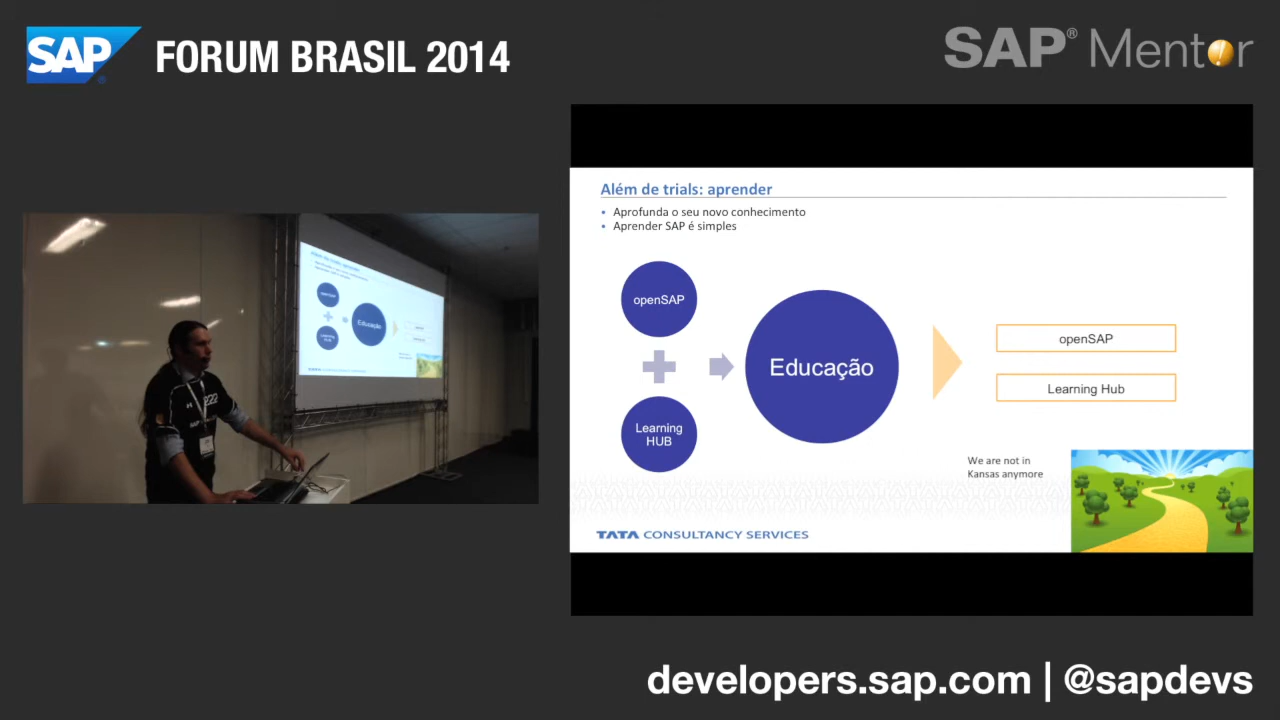 SAP
FORUM BRASIL 2014
SAP® Mentor
Além de trials: aprender
Aprofunda o seu novo conhecimento
Aprender SAP é simples
openSAP
Learning
HUB
Educação
openSAP
Learning Hub
We are not in
Kansas anymore
TATA CONSULTANCY SERVICES
developers.sap.com | @sapdevs